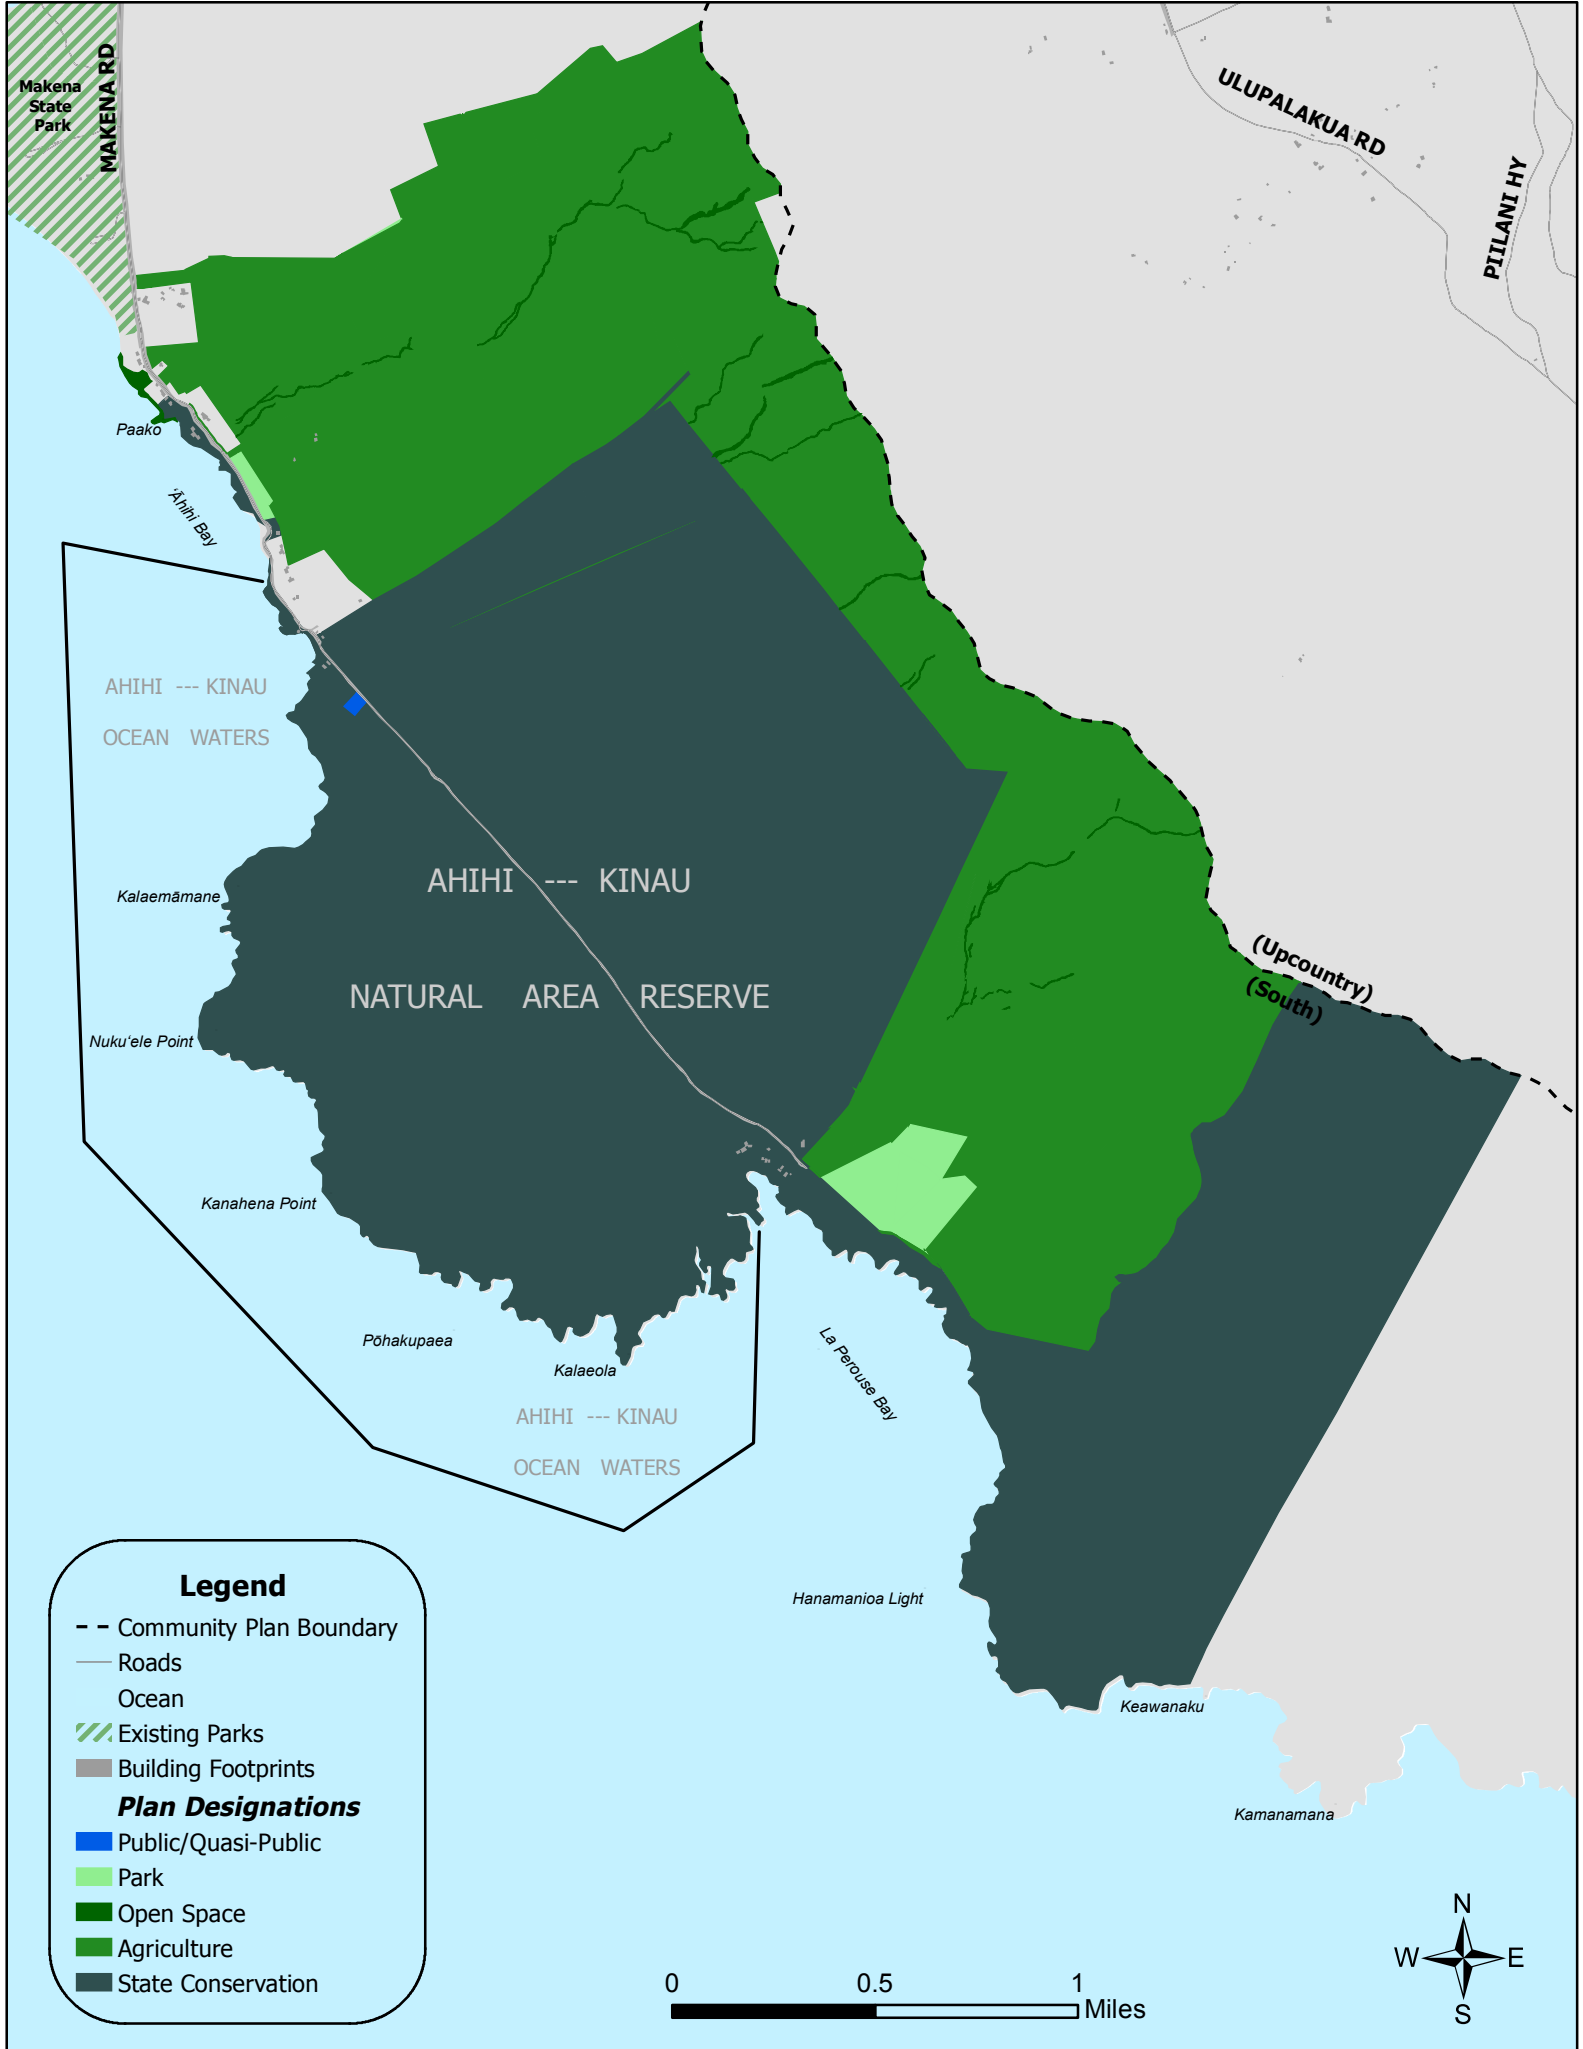 Makena
State
Park
MAKENA RD
ULUPALAKUA RD
PIILANI HY
Paako
‘Āhihi Bay
AHIHI --- KINAU
OCEAN WATERS
AHIHI --- KINAU
Kalaemāmane
NATURAL AREA RESERVE
(Upcountry)
(South)
Nuku‘ele Point
Kanahena Point
Pōhakupaea
Kalaeola
La Perouse Bay
AHIHI --- KINAU
OCEAN WATERS
Hanamanioa Light
Keawanaku
Kamanamana
Legend
Community Plan Boundary
Roads
Ocean
Existing Parks
Building Footprints
Plan Designations
Public/Quasi-Public
Park
Open Space
Agriculture
State Conservation
0 0.5 1
Miles
N
W E
S